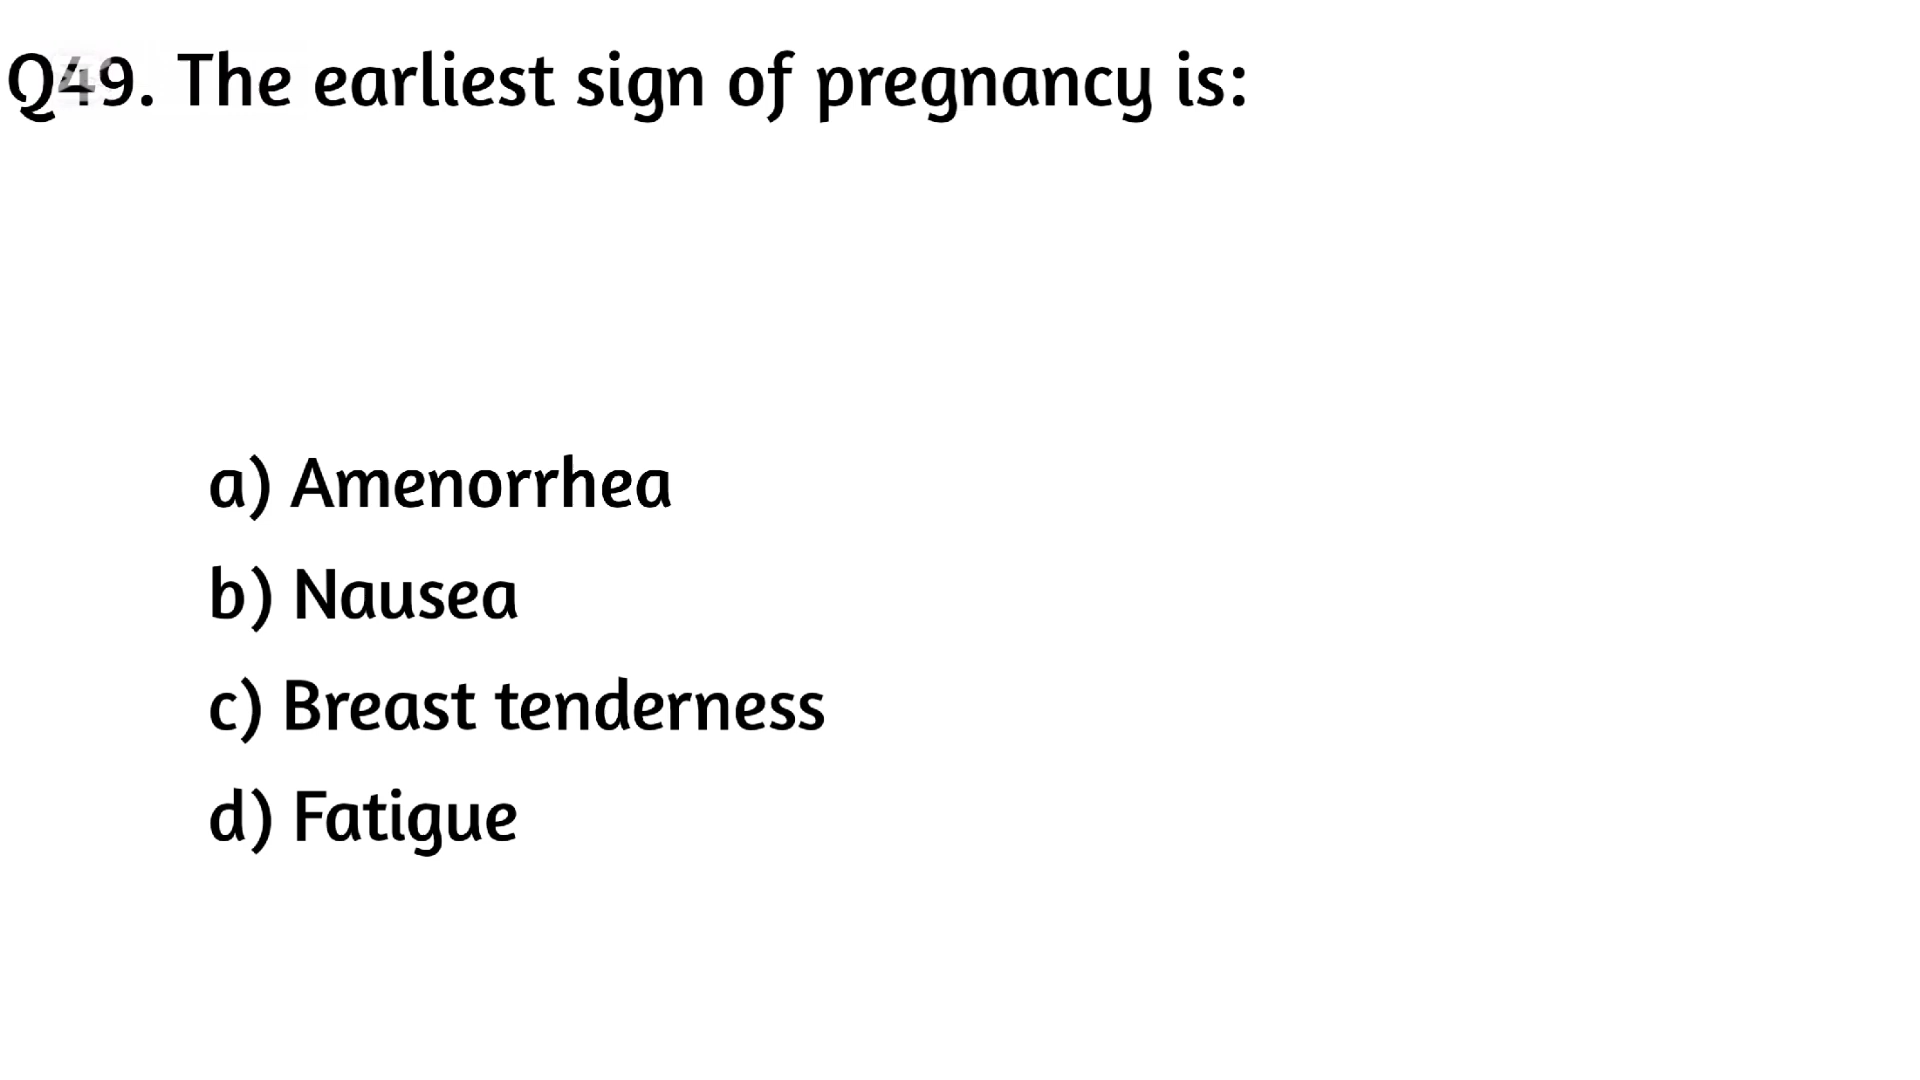 Q49. The earliest sign of pregnancy is:
a) Amenorrhea
b) Nausea
c) Breast tenderness
d) Fatigue